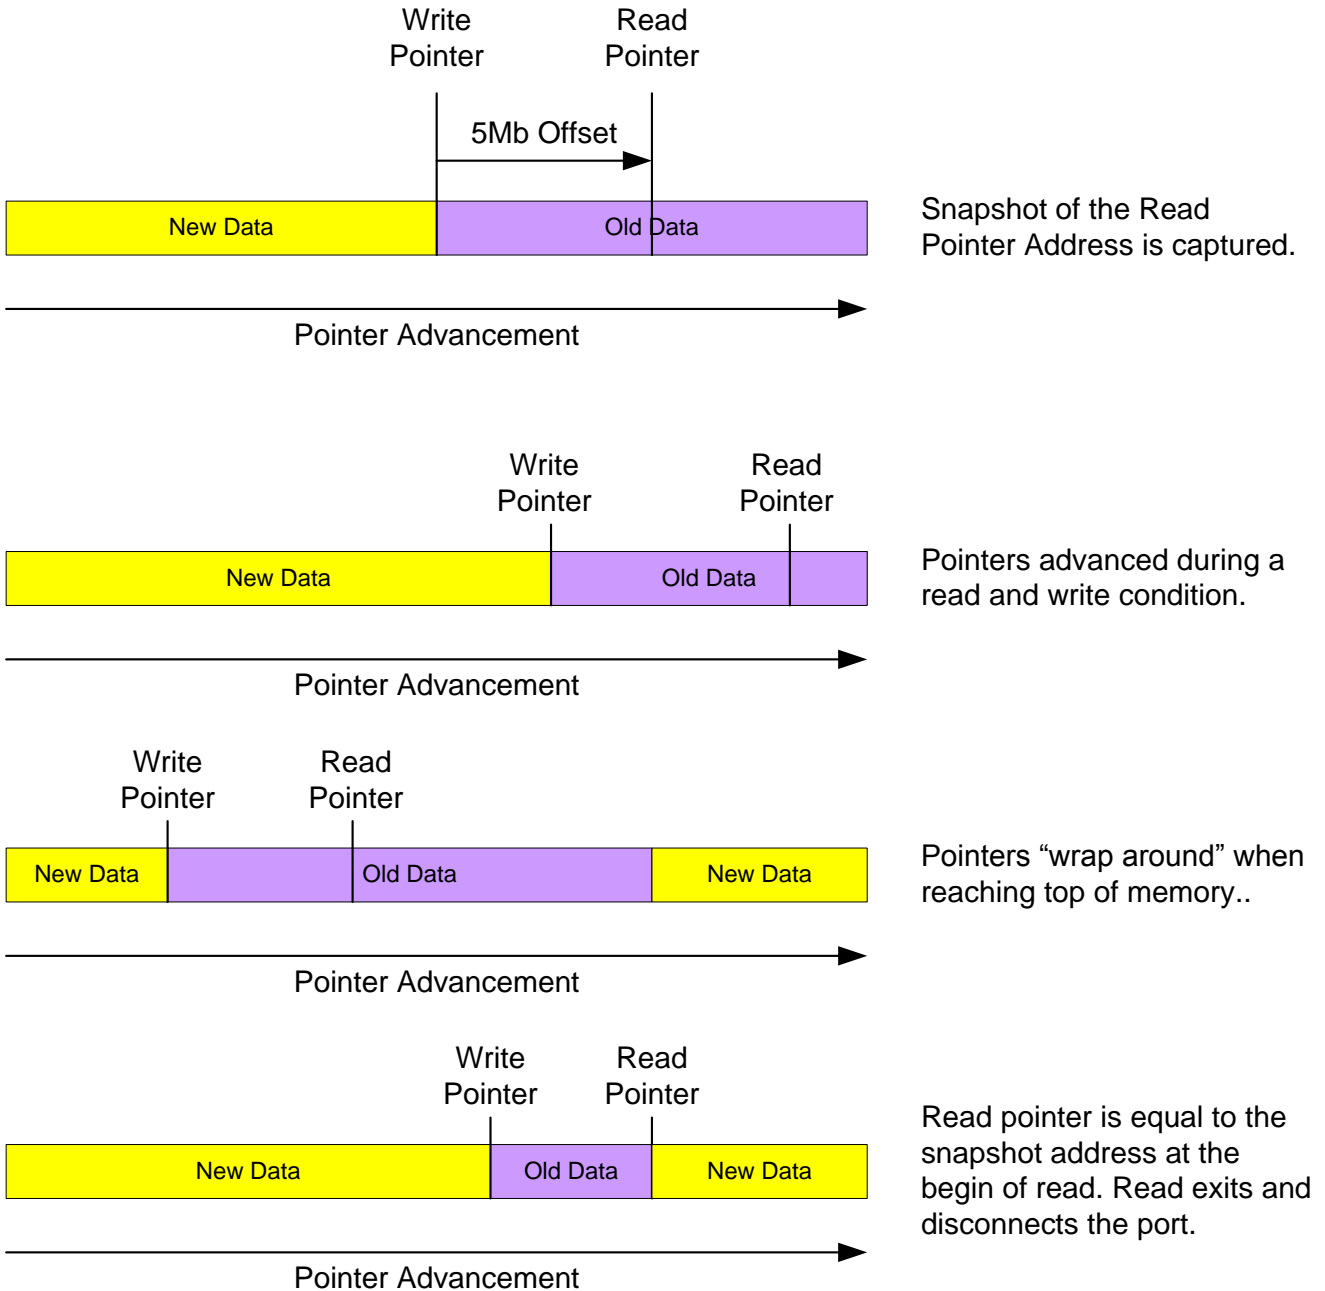 Write
Pointer
Read
Pointer
5Mb Offset
New Data
Old Data
Snapshot of the Read
Pointer Address is captured.
Pointer Advancement
Write
Pointer
Read
Pointer
New Data
Old Data
Pointers advanced during a
read and write condition.
Pointer Advancement
Write
Pointer
Read
Pointer
New Data
Old Data
New Data
Pointers “wrap around” when
reaching top of memory..
Pointer Advancement
Write
Pointer
Read
Pointer
New Data
Old Data
New Data
Read pointer is equal to the
snapshot address at the
begin of read. Read exits and
disconnects the port.
Pointer Advancement